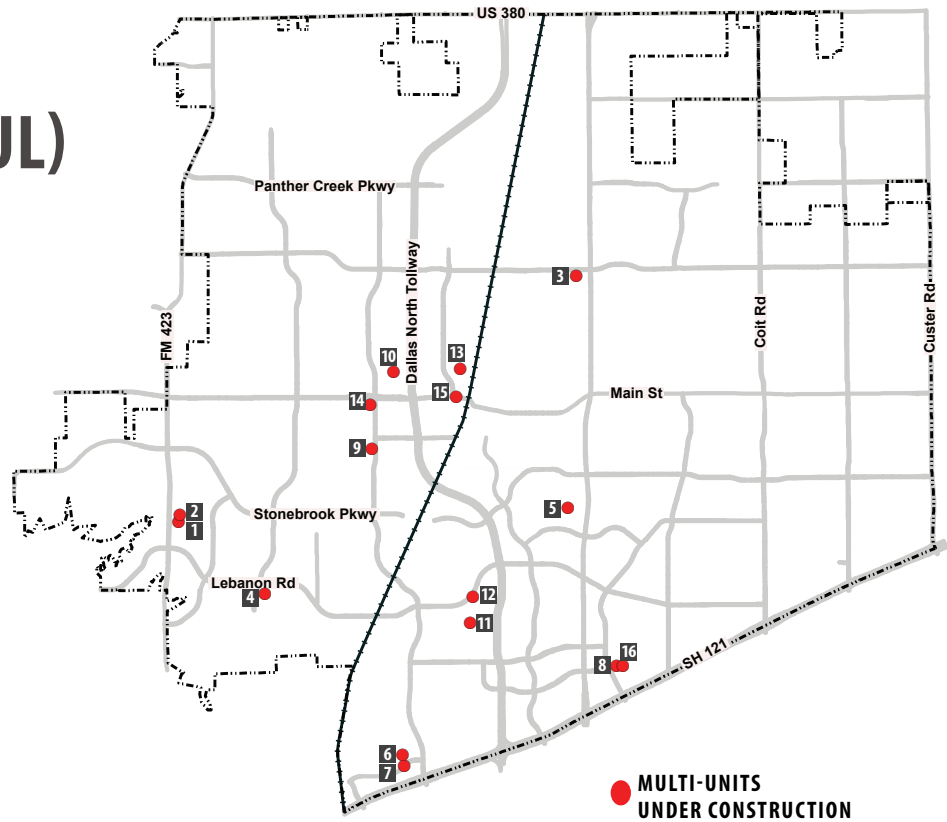 US 380
UL)
Panther Creek Pkwy
Dallas North Tollway
FM 423
Coit Rd
Custer Rd
3
10
13
14
15
Main St
9
2
1
Stonebrook Pkwy
5
Lebanon Rd
4
12
11
8
16
SH 121
6
7
MULTI-UNITS
UNDER CONSTRUCTION